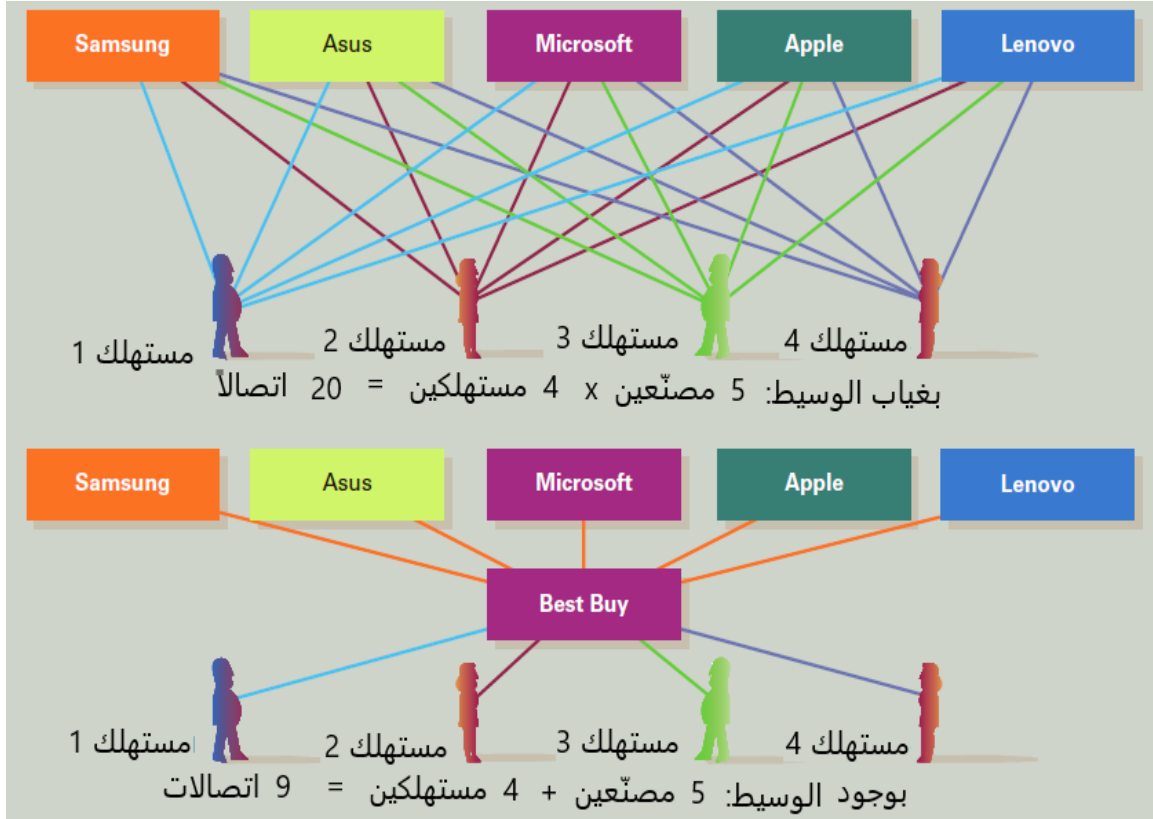 Samsung Asus Microsoft Apple Lenovo
مستهلك 1 مستهلك 2 مستهلك 3 مستهلك 4
بغياب الوسيط: 5 مصنّعين x 4 مستهلكين = 20 اتصالاً
Samsung Asus Microsoft Apple Lenovo
Best Buy
مستهلك 1 مستهلك 2 مستهلك 3 مستهلك 4
بوجود الوسيط: 5 مصنّعين + 4 مستهلكين = 9 اتصالات